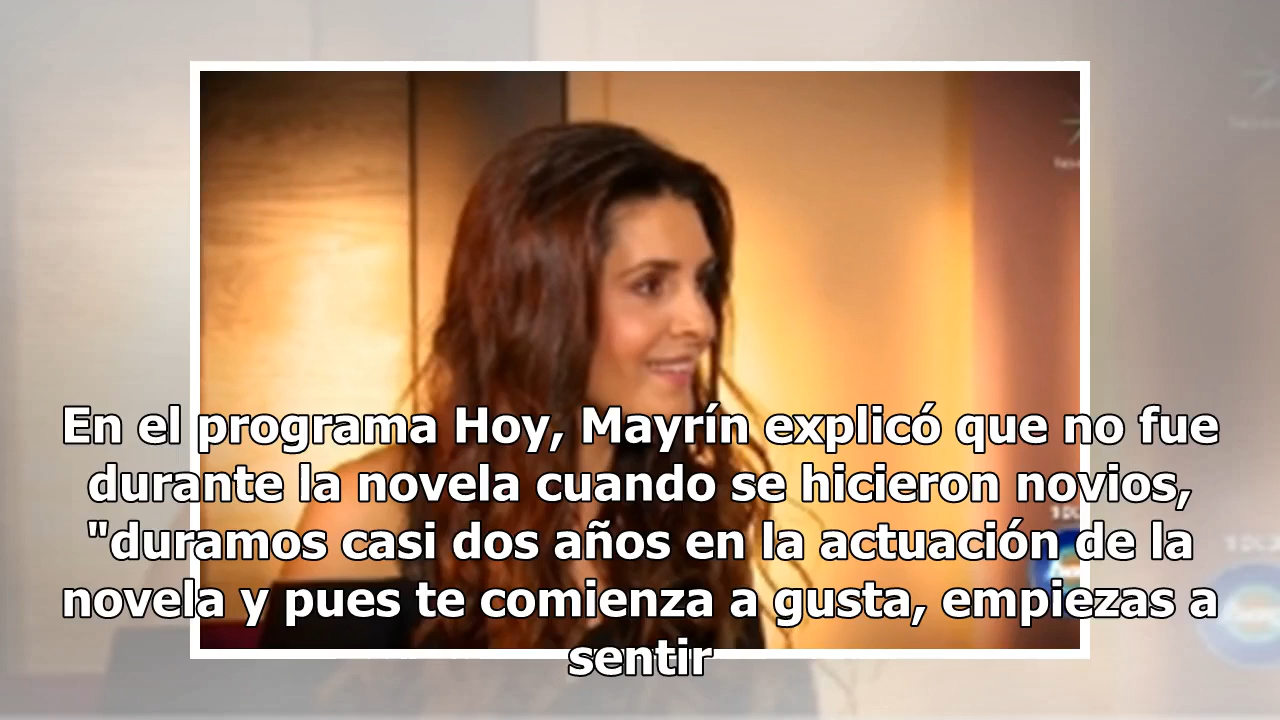 En el programa Hoy, Mayrín explicó que no fue
durante la novela cuando se hicieron novios,
"duramos casi dos años en la actuación de la
novela y pues te comienza a gusta, empiezas a
sentir